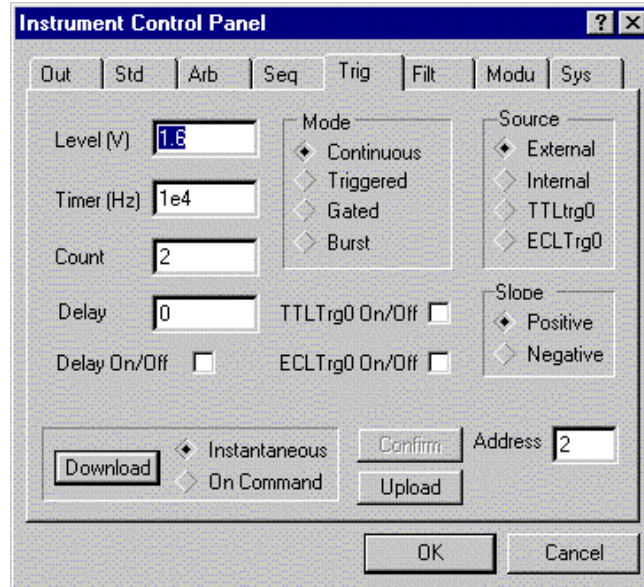 Instrument Control Panel
Out Std Arb Seq Trig Filt Modu Sys
Level (V) 1.6
Timer (Hz) 1e4
Count 2
Delay 0
Delay On/Off
Mode
Continuous
Triggered
Gated
Burst
TTLTrg0 On/Off
ECLTrg0 On/Off
Source
External
Internal
TTLtrg0
ECLTrg0
Slope
Positive
Negative
Download
Instantaneous
On Command
Confirm
Upload
Address 2
OK
Cancel